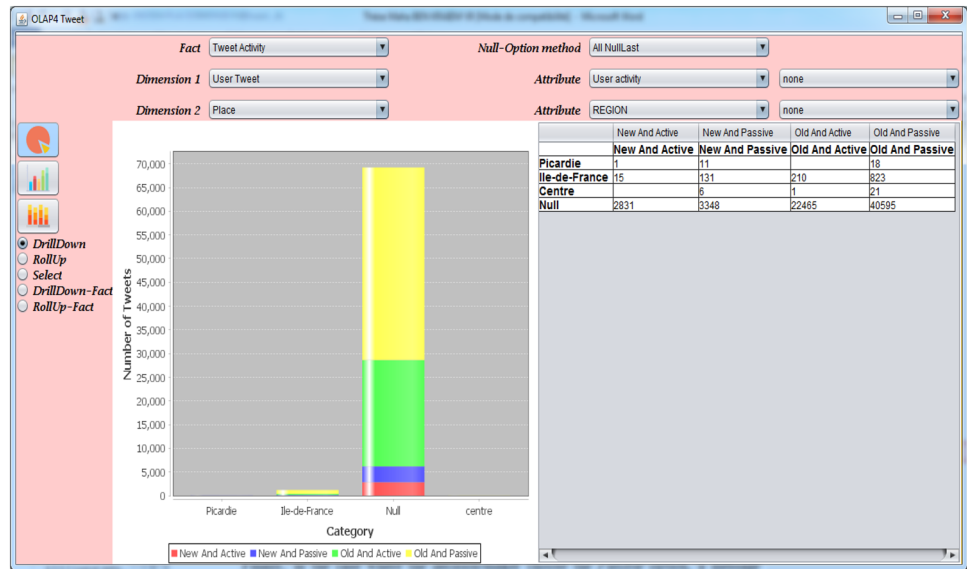 OLAP4 Tweet
Fact Tweet Activity Null-Option method All NullLast
Dimension 1 User Tweet Attribute User activity none
Dimension 2 Place Attribute REGION none
DrillDown
RollUp
Select
DrillDown-Fact
RollUp-Fact
Number of Tweets
70,000
65,000
60,000
55,000
50,000
45,000
40,000
35,000
30,000
25,000
20,000
15,000
10,000
5,000
0
Picardie Ile-de-France Null centre
Category
New And Active New And Passive Old And Active Old And Passive
New And Active New And Passive Old And Active Old And Passive
New And Active New And Passive Old And Active Old And Passive
Picardie 1 11 18
Ile-de-France 15 131 210 823
Centre 6 1 21
Null 2831 3348 22465 40595